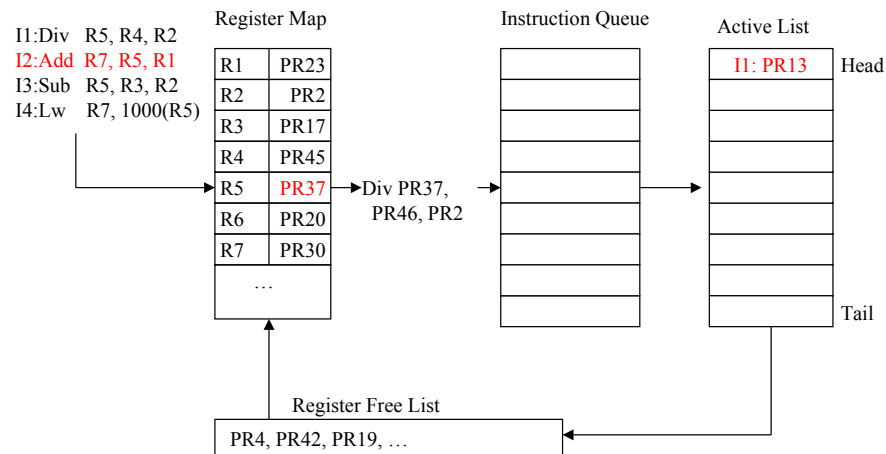 Register Map
Instruction Queue
Active List
I1:Div R5, R4, R2
I2:Add R7, R5, R1
I3:Sub R5, R3, R2
I4:Lw R7, 1000(R5)
R1 PR23
R2 PR2
R3 PR17
R4 PR45
R5 PR37
R6 PR20
R7 PR30
…
Div PR37,
PR46, PR2
I1: PR13
Head
Tail
Register Free List
PR4, PR42, PR19, …